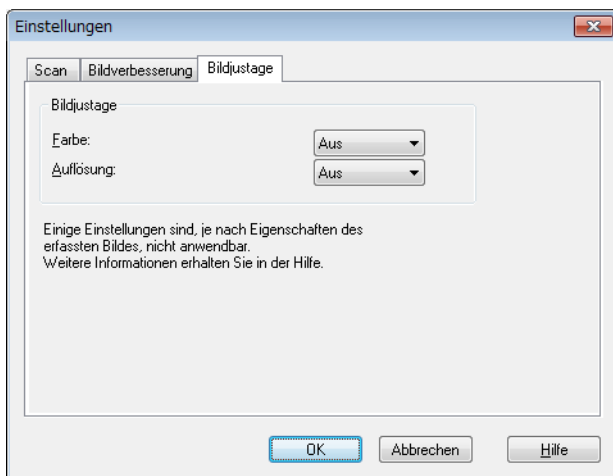 Einstellungen
Scan Bildverbesserung Bildjustage
Bildjustage
Farbe: Aus
Auflösung: Aus
Einige Einstellungen sind, je nach Eigenschaften des
erfassten Bildes, nicht anwendbar.
Weitere Informationen erhalten Sie in der Hilfe.
OK Abbrechen Hilfe